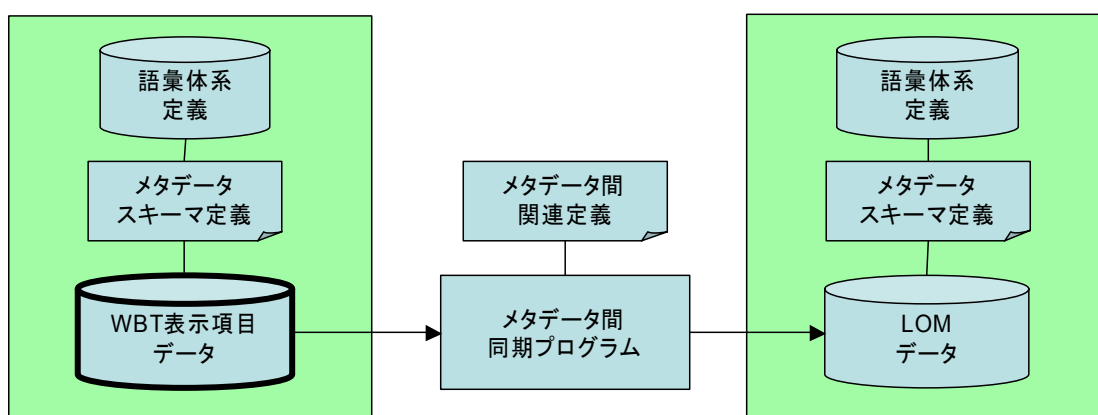 語彙体系
定義
メタデータ
スキーマ定義
WBT表示項目
データ
メタデータ間
関連定義
メタデータ間
同期プログラム
語彙体系
定義
メタデータ
スキーマ定義
LOM
データ